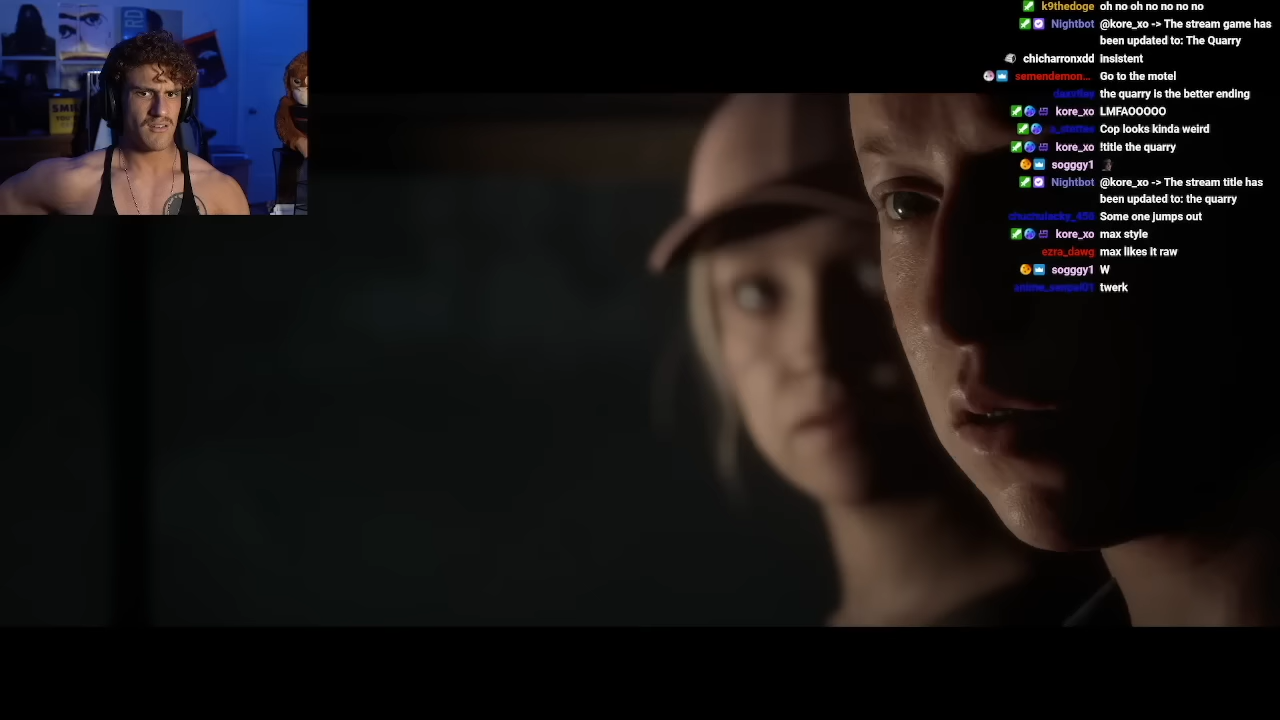 k9thedoge oh no oh no no no no
Nightbot @kore_xo -> The stream game has
been updated to: The Quarry
chicharronxdd insistent
semendemon... Go to the motel
the quarry is the better ending
kore_xo LMFAOOOOO
Cop looks kinda weird
kore_xo !title the quarry
sogggy1
Nightbot @kore_xo -> The stream title has
been updated to: the quarry
Some one jumps out
kore_xo max style
ezra_dawg max likes it raw
sogggy1 W
twerk